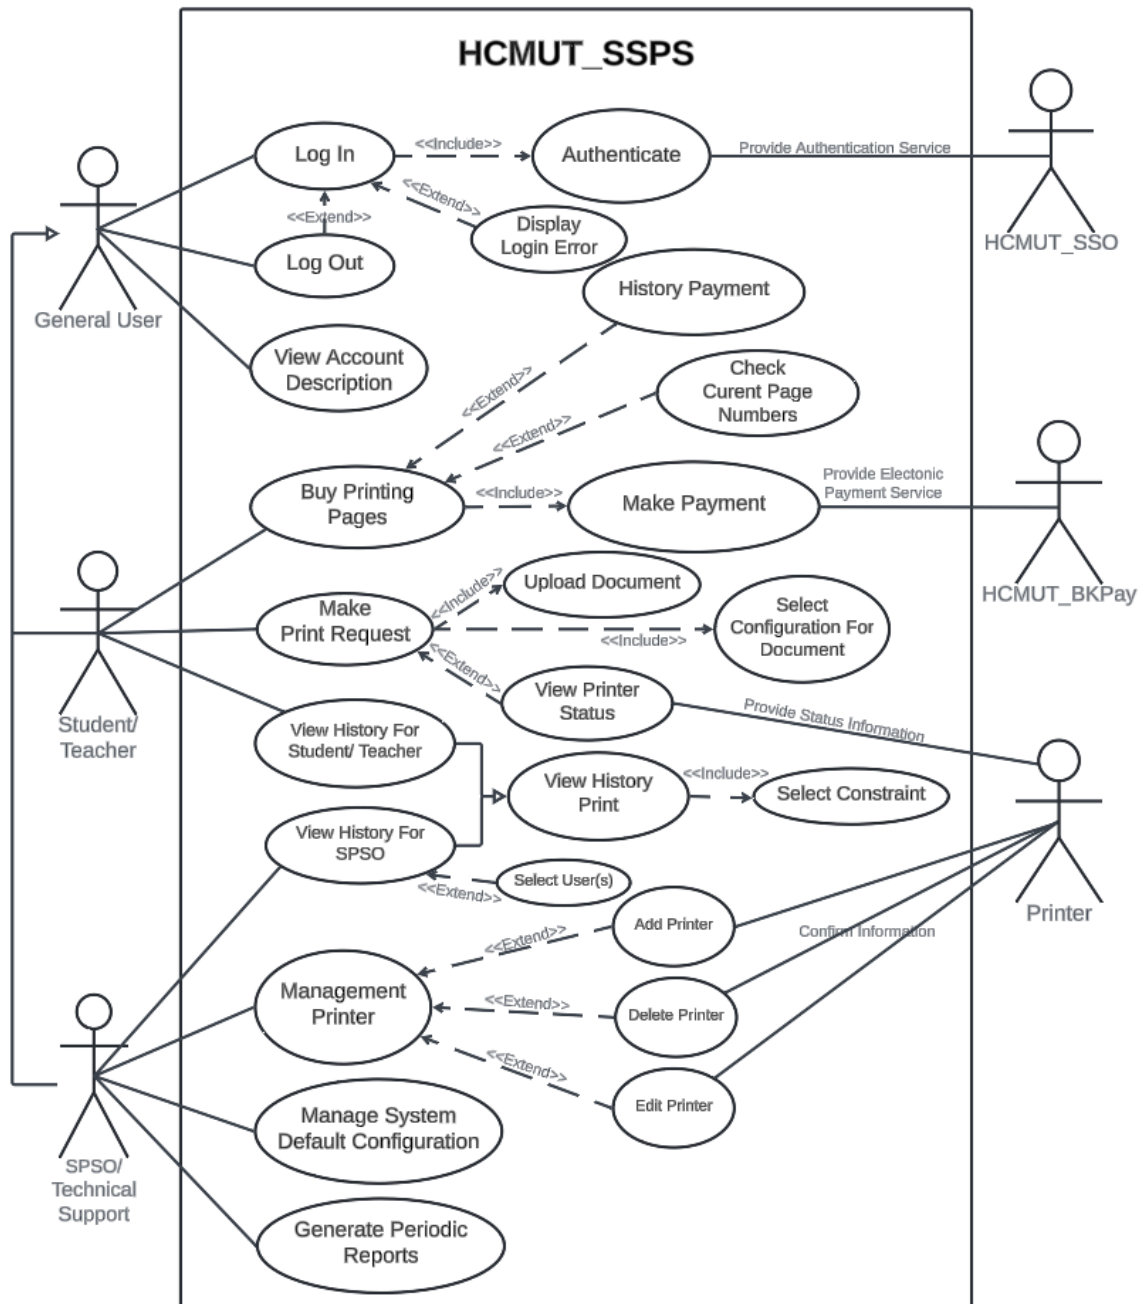 HCMUT_SSPS
Log In
<<Include>>
Authenticate
Provide Authentication Service
HCMUT_SSO
<<Extend>>
<<Extend>>
Display
Login Error
Log Out
General User
History Payment
View Account
Description
<<Extend>>
Check
Curent Page
Numbers
<<Extend>>
Buy Printing
Pages
<<Include>>
Make Payment
Provide Electonic
Payment Service
HCMUT_BKPay
Make
Print Request
<<Include>>
Upload Document
<<Include>>
Select
Configuration For
Document
<<Extend>>
View Printer
Status
Provide Status Information
Student/
Teacher
View History For
Student/ Teacher
View History
Print
<<Include>>
Select Constraint
View History For
SPSO
<<Extend>>
Select User(s)
Printer
Add Printer
Confirm Information
<<Extend>>
Management
Printer
<<Extend>>
Delete Printer
<<Extend>>
Edit Printer
Manage System
Default Configuration
SPSO/
Technical
Support
Generate Periodic
Reports